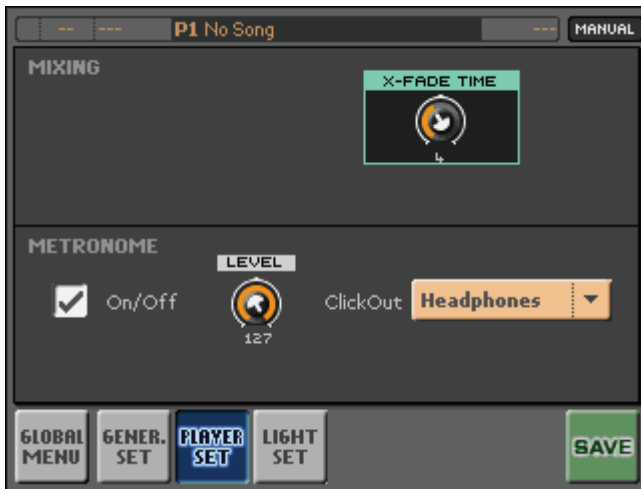 -- --- P1 No Song --- MANUAL
MIXING
X-FADE TIME
4
METRONOME
LEVEL
On/Off
ClickOut Headphones
127
GLOBAL MENU
GENER. SET
PLAYER SET
LIGHT SET
SAVE